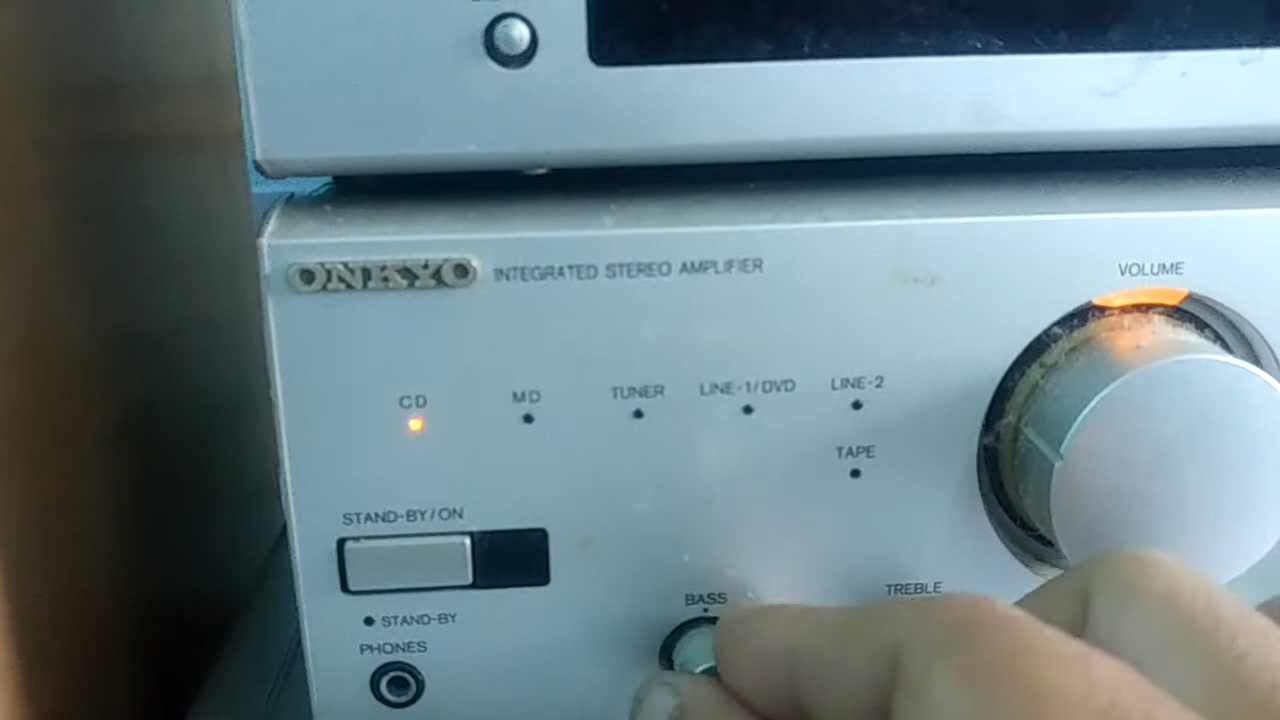 ONKYO INTEGRATED STEREO AMPLIFIER
VOLUME
CD MD TUNER LINE-1/DVD LINE-2
TAPE
STAND-BY/ON
BASS TREBLE
STAND-BY
PHONES